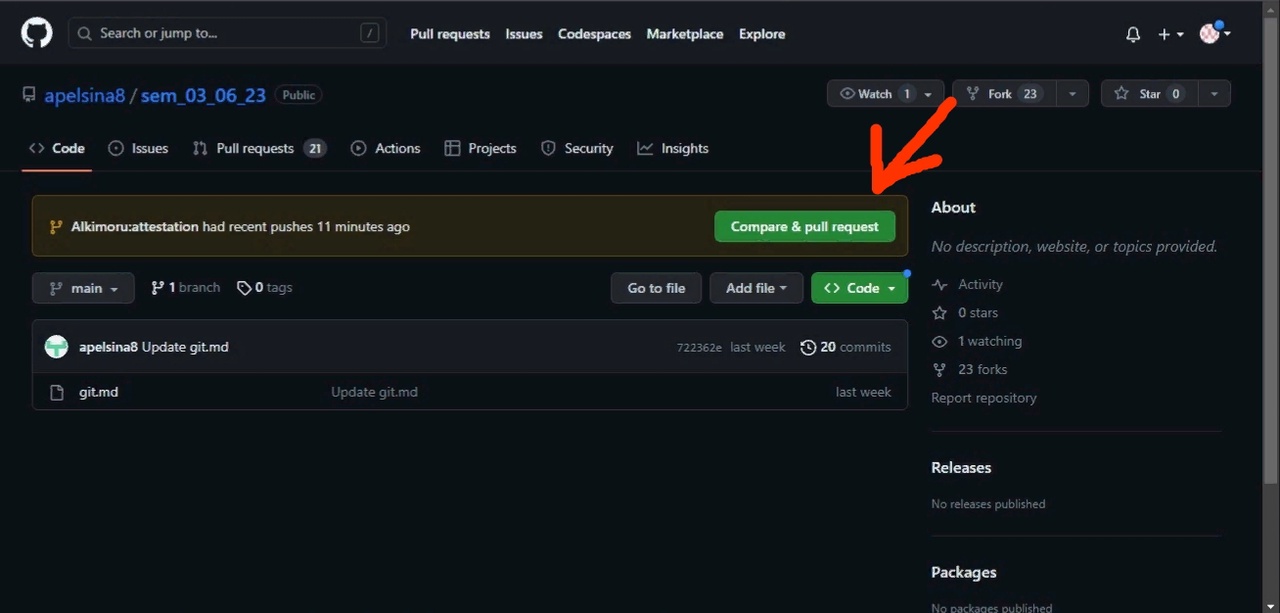 Search or jump to... / Pull requests Issues Codespaces Marketplace Explore
apelsina8 / sem_03_06_23 Public Watch 1 Fork 23 Star 0
Code Issues Pull requests 21 Actions Projects Security Insights
Alkimoru:attestation had recent pushes 11 minutes ago Compare & pull request
main 1 branch 0 tags Go to file Add file Code
apelsina8 Update git.md 722362e last week 20 commits
git.md Update git.md last week
About
No description, website, or topics provided.
Activity
0 stars
1 watching
23 forks
Report repository
Releases
No releases published
Packages
No packages published